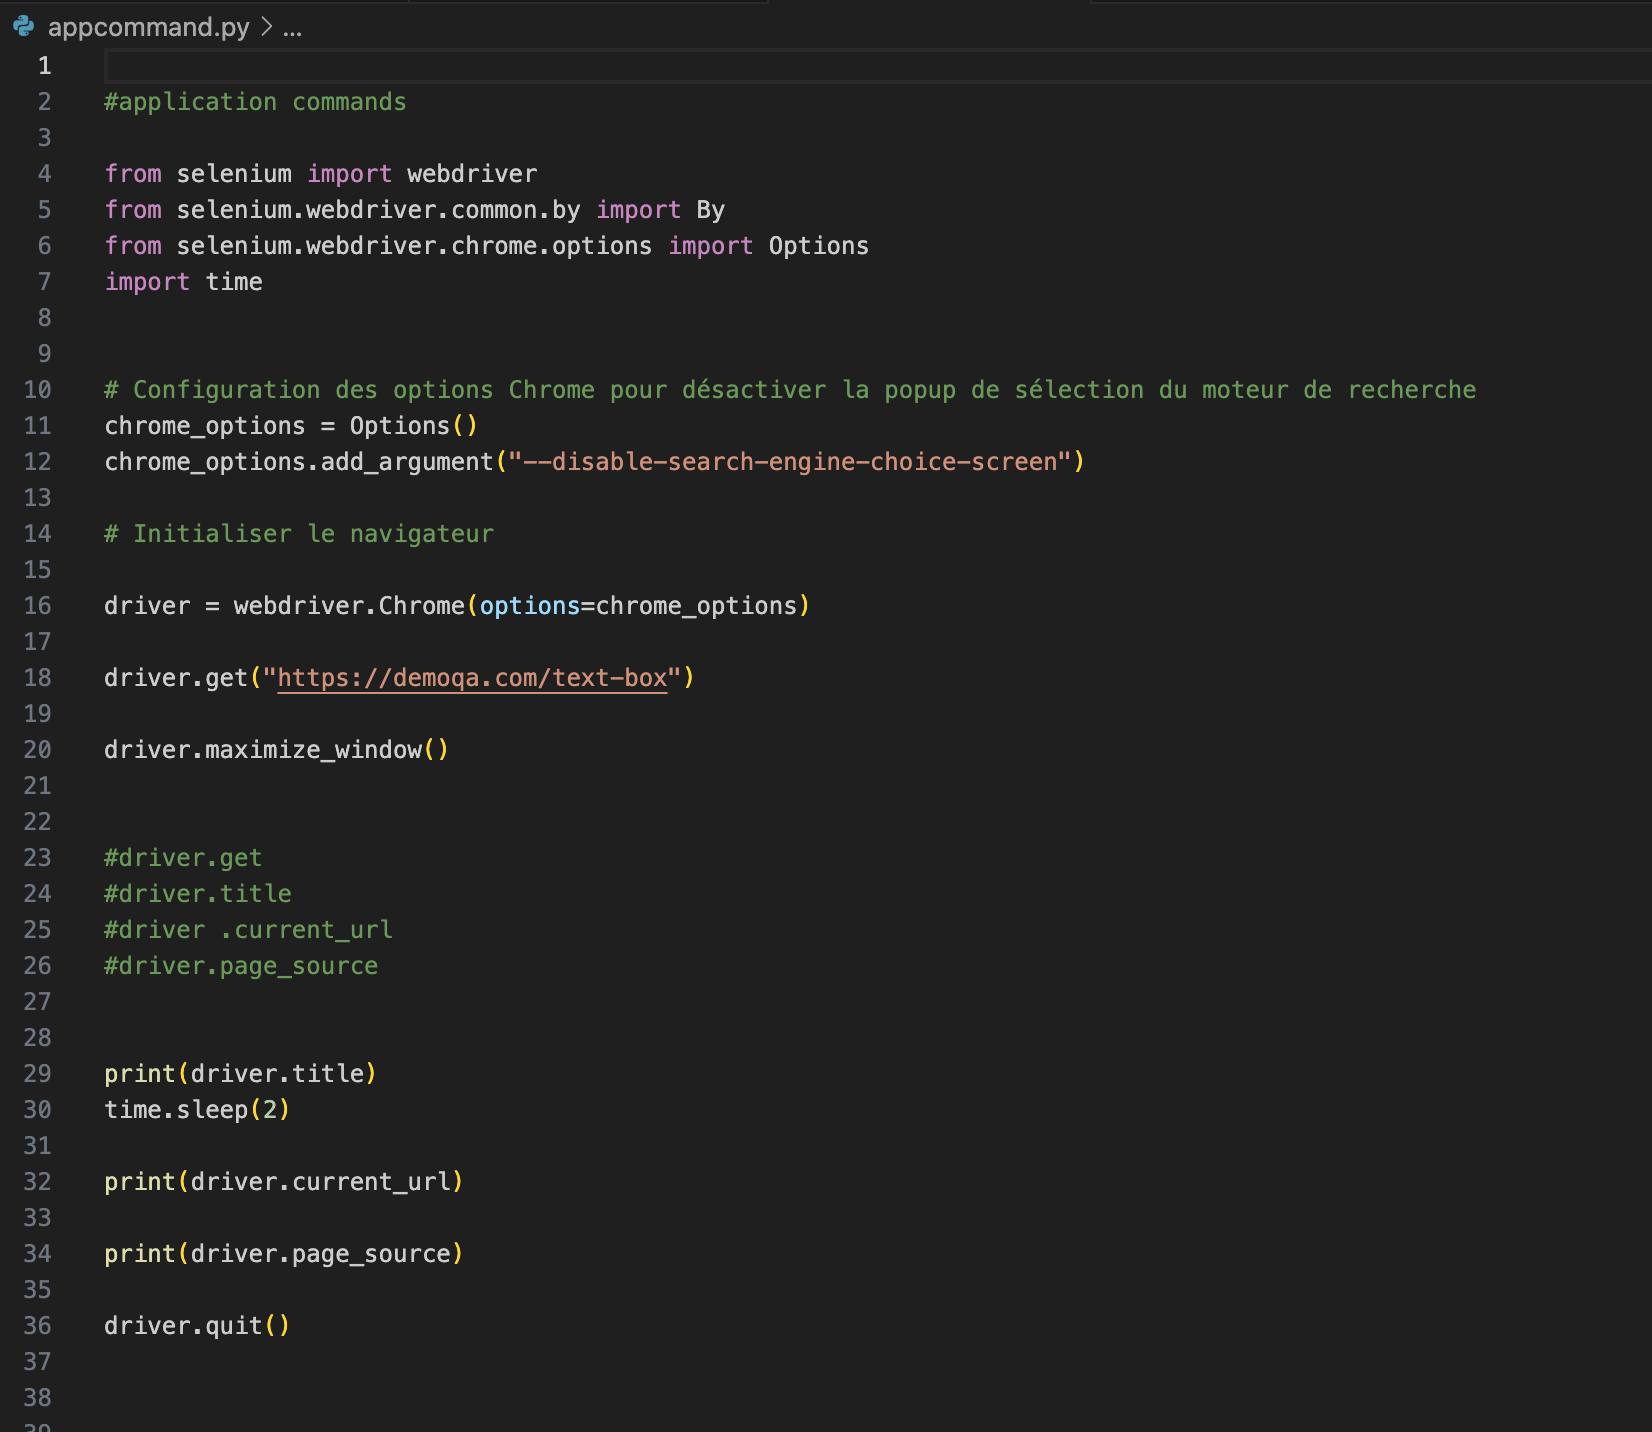 appcommand.py > ...
1
2 #application commands
3
4 from selenium import webdriver
5 from selenium.webdriver.common.by import By
6 from selenium.webdriver.chrome.options import Options
7 import time
8
9
10 # Configuration des options Chrome pour désactiver la popup de sélection du moteur de recherche
11 chrome_options = Options()
12 chrome_options.add_argument("--disable-search-engine-choice-screen")
13
14 # Initialiser le navigateur
15
16 driver = webdriver.Chrome(options=chrome_options)
17
18 driver.get("https://demoqa.com/text-box")
19
20 driver.maximize_window()
21
22
23 #driver.get
24 #driver.title
25 #driver .current_url
26 #driver.page_source
27
28
29 print(driver.title)
30 time.sleep(2)
31
32 print(driver.current_url)
33
34 print(driver.page_source)
35
36 driver.quit()
37
38
39